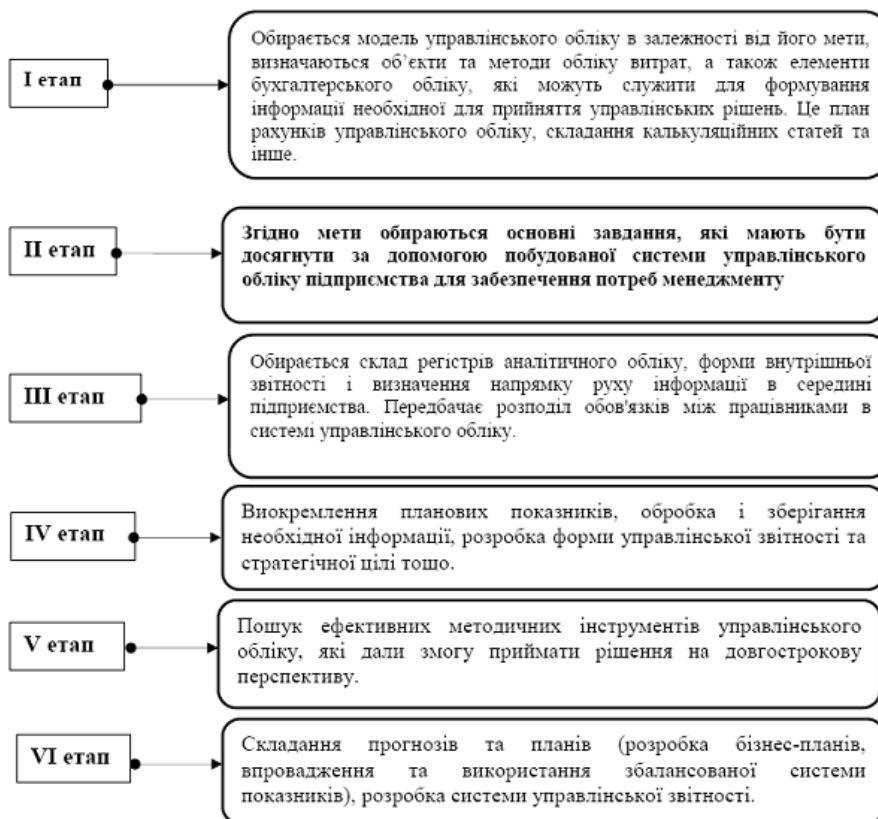 I етап
Обирається модель управлінського обліку в залежності від його мети,
визначаються об’єкти та методи обліку витрат, а також елементи
бухгалтерського обліку, які можуть служити для формування
інформації необхідної для прийняття управлінських рішень. Це план
рахунків управлінського обліку, складання калькуляційних статей та
інше.
II етап
Згідно мети обираються основні завдання, які мають бути
досягнути за допомогою побудованої системи управлінського
обліку підприємства для забезпечення потреб менеджменту
III етап
Обирається склад регістрів аналітичного обліку, форми внутрішньої
звітності і визначення напрямку руху інформації в середині
підприємства. Передбачає розподіл обов'язків між працівниками в
системі управлінського обліку.
IV етап
Виокремлення планових показників, обробка і зберігання
необхідної інформації, розробка форми управлінської звітності та
стратегічної цілі тощо.
V етап
Пошук ефективних методичних інструментів управлінського
обліку, які дали змогу приймати рішення на довгострокову
перспективу.
VI етап
Складання прогнозів та планів (розробка бізнес-планів,
впровадження та використання збалансованої системи
показників), розробка системи управлінської звітності.